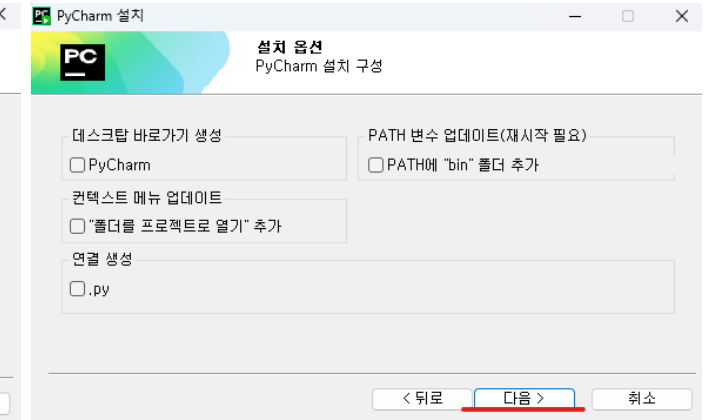 PyCharm 설치
PC
설치 옵션
PyCharm 설치 구성
데스크탑 바로가기 생성
PyCharm
PATH 변수 업데이트(재시작 필요)
PATH에 "bin" 폴더 추가
컨텍스트 메뉴 업데이트
"폴더를 프로젝트로 열기" 추가
연결 생성
.py
< 뒤로
다음 >
취소